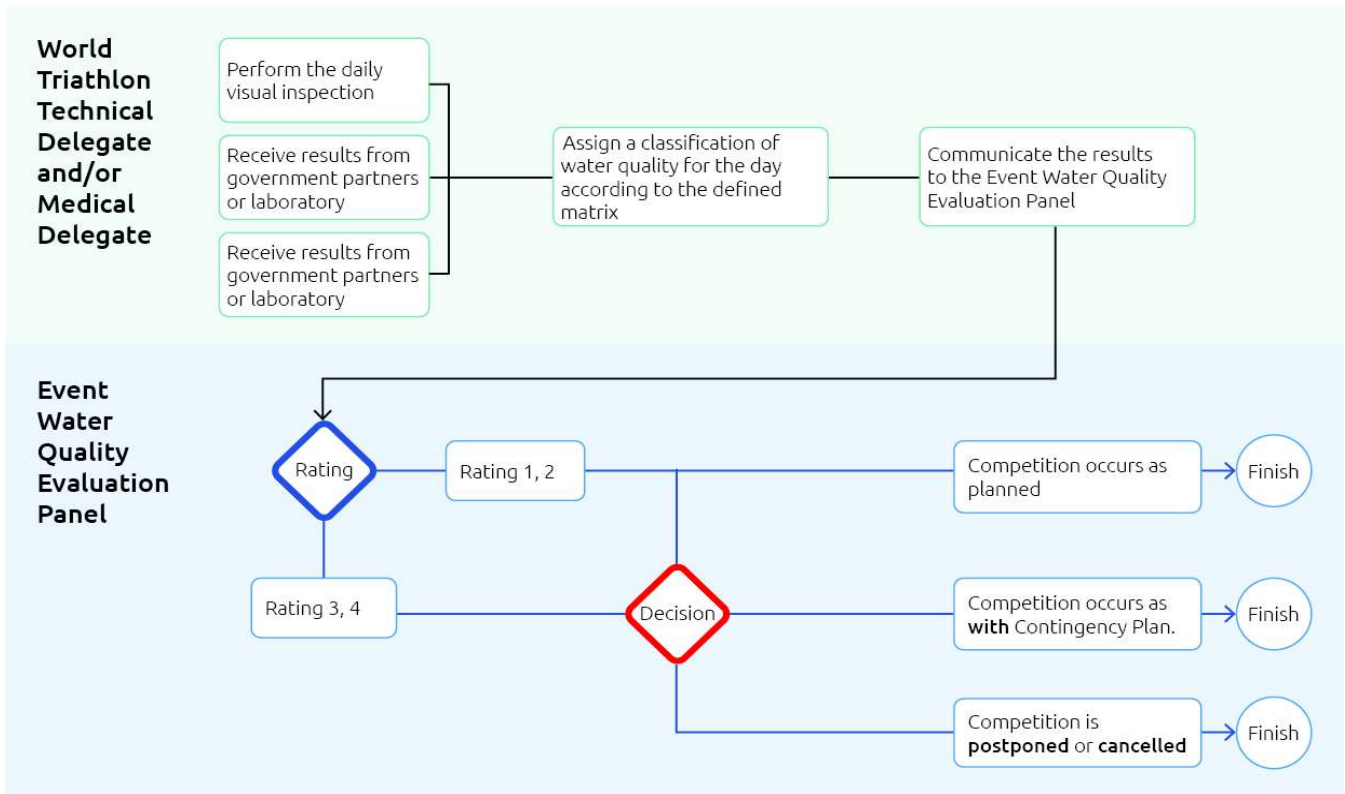 World
Triathlon
Technical
Delegate
and/or
Medical
Delegate
Perform the daily
visual inspection
Receive results from
government partners
or laboratory
Receive results from
government partners
or laboratory
Assign a classification of
water quality for the day
according to the defined
matrix
Communicate the results
to the Event Water Quality
Evaluation Panel
Event
Water
Quality
Evaluation
Panel
Rating
Rating 1, 2
Competition occurs as
planned
Finish
Rating 3, 4
Decision
Competition occurs as
with Contingency Plan.
Finish
Competition is
postponed or cancelled
Finish